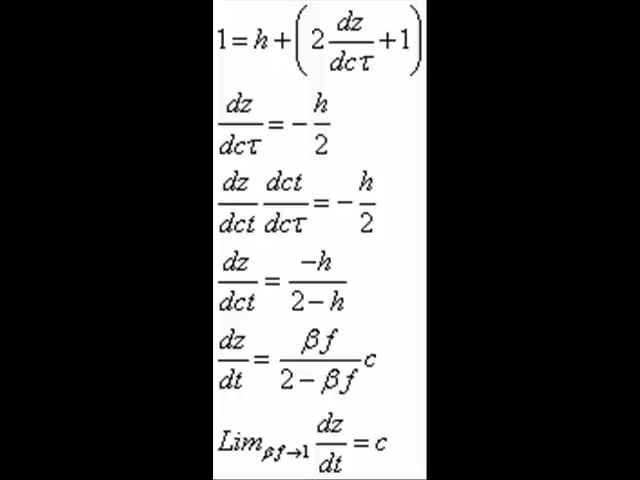 1 = h + (2 dz/dcτ + 1)
dz/dcτ = − h/2
dz/dct dct/dcτ = − h/2
dz/dct = −h/(2 − h)
dz/dt = βf/(2 − βf) c
Lim βf→1 dz/dt = c